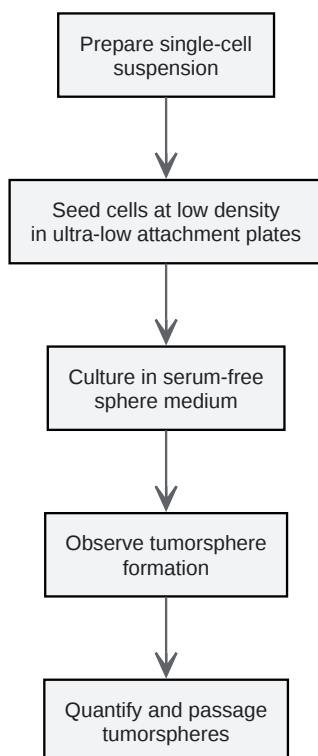 Prepare single-cell
suspension
Seed cells at low density
in ultra-low attachment plates
Culture in serum-free
sphere medium
Observe tumorsphere
formation
Quantify and passage
tumorspheres